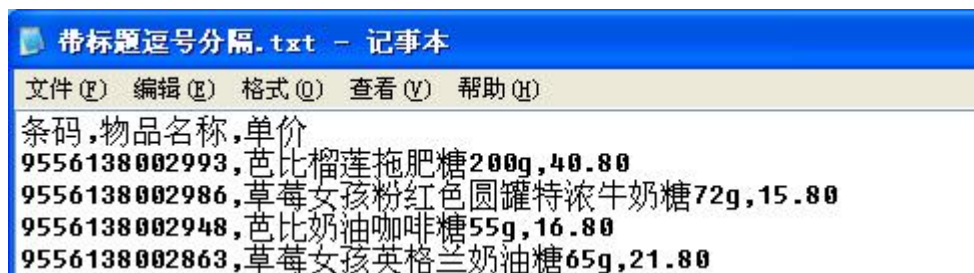 带标题逗号分隔.txt - 记事本
文件(F) 编辑(E) 格式(O) 查看(V) 帮助(H)
条码,物品名称,单价
9556138002993,芭比榴莲拖肥糖200g,40.80
9556138002986,草莓女孩粉红色圆罐特浓牛奶糖72g,15.80
9556138002948,芭比奶油咖啡糖55g,16.80
9556138002863,草莓女孩英格兰奶油糖65g,21.80